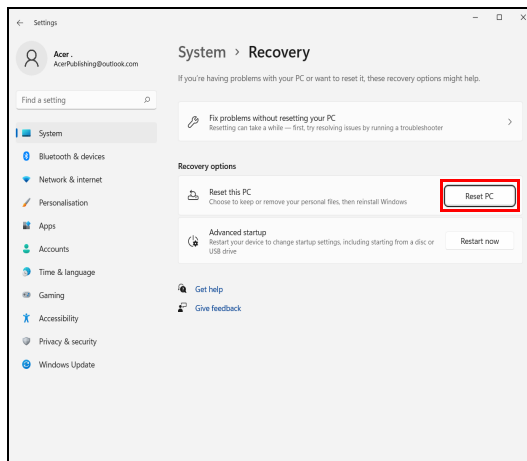 Settings
Acer .
AcerPublishing@outlook.com
Find a setting
System
Bluetooth & devices
Network & internet
Personalisation
Apps
Accounts
Time & language
Gaming
Accessibility
Privacy & security
Windows Update
System > Recovery
If you're having problems with your PC or want to reset it, these recovery options might help.
Fix problems without resetting your PC
Resetting can take a while — first, try resolving issues by running a troubleshooter
Recovery options
Reset this PC
Choose to keep or remove your personal files, then reinstall Windows
Reset PC
Advanced startup
Restart your device to change startup settings, including starting from a disc or
USB drive
Restart now
Get help
Give feedback